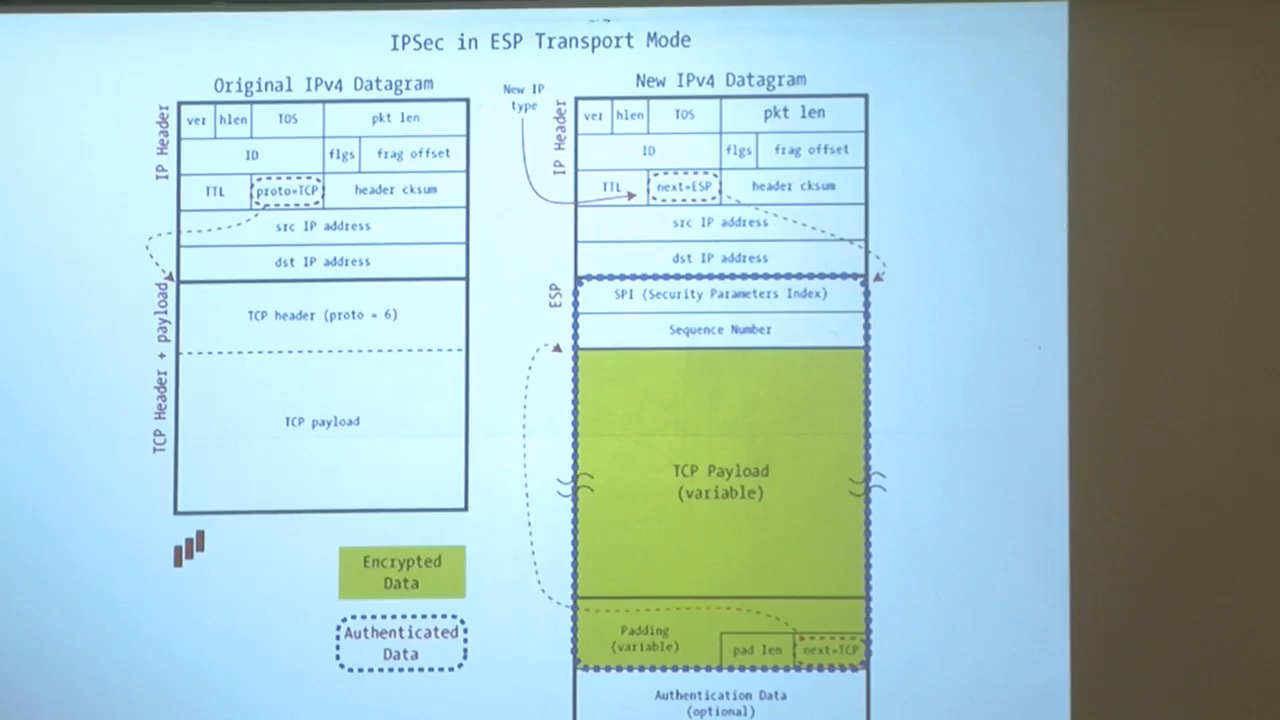 IPSec in ESP Transport Mode
Original IPv4 Datagram
IP Header
ver hlen TOS pkt len
ID flgs frag offset
TTL proto=TCP header cksum
src IP address
dst IP address
TCP Header + payload
TCP header (proto = 6)
TCP payload
Encrypted
Data
Authenticated
Data
New IPv4 Datagram
New IP
type
IP Header
ver hlen TOS pkt len
ID flgs frag offset
TTL next=ESP header cksum
src IP address
dst IP address
ESP
SPI (Security Parameters Index)
Sequence Number
TCP Payload
(variable)
Padding
(variable)
pad len next=TCP
Authentication Data
(optional)